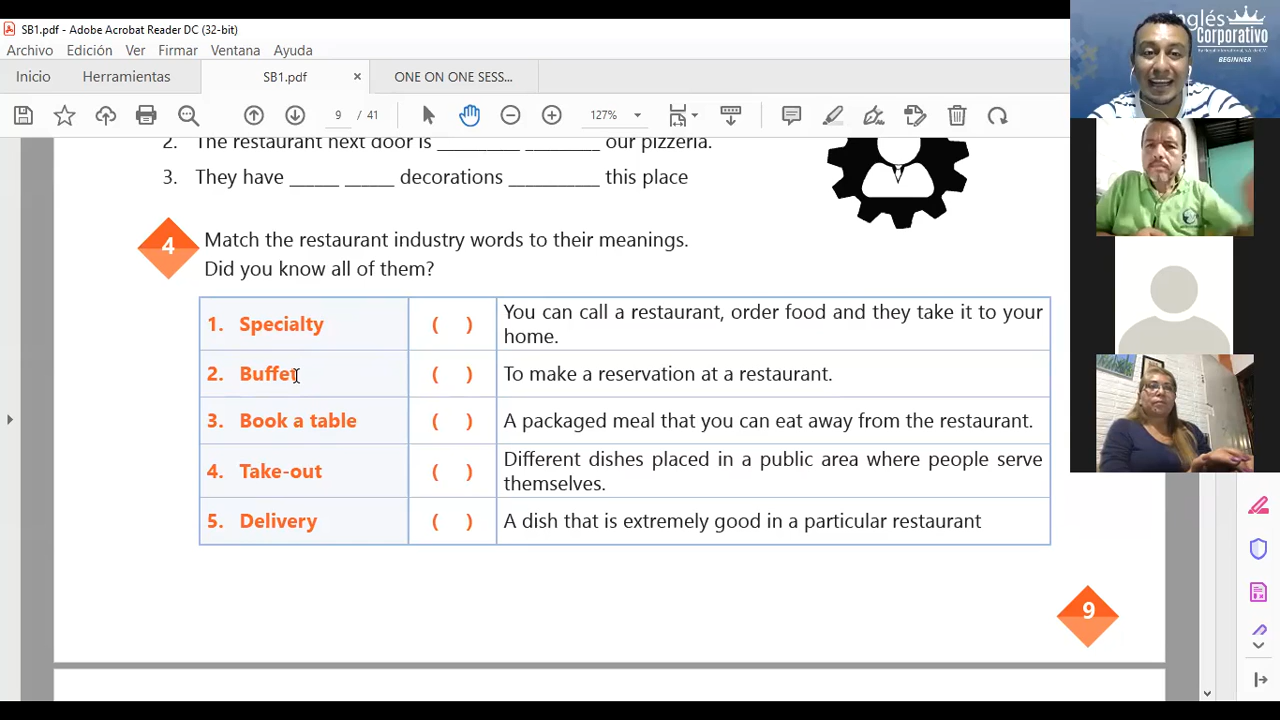 SB1.pdf - Adobe Acrobat Reader DC (32-bit)
Archivo Edición Ver Firmar Ventana Ayuda
Inicio Herramientas SB1.pdf × ONE ON ONE SESS...
9 / 41 127%
2. The restaurant next door is _________ ________ our pizzeria.
3. They have _____ _____ decorations __________ this place
4 Match the restaurant industry words to their meanings.
Did you know all of them?
1. Specialty ( ) You can call a restaurant, order food and they take it to your
home.
2. Buffet ( ) To make a reservation at a restaurant.
3. Book a table ( ) A packaged meal that you can eat away from the restaurant.
4. Take-out ( ) Different dishes placed in a public area where people serve
themselves.
5. Delivery ( ) A dish that is extremely good in a particular restaurant
9
Inglés
Corporativo
BEGINNER